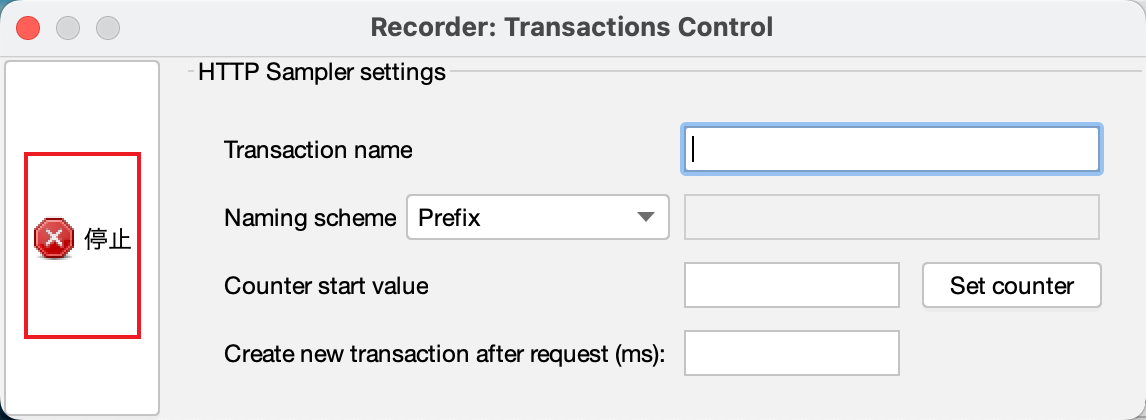 Recorder: Transactions Control
HTTP Sampler settings
停止
Transaction name
Naming scheme Prefix
Counter start value Set counter
Create new transaction after request (ms):